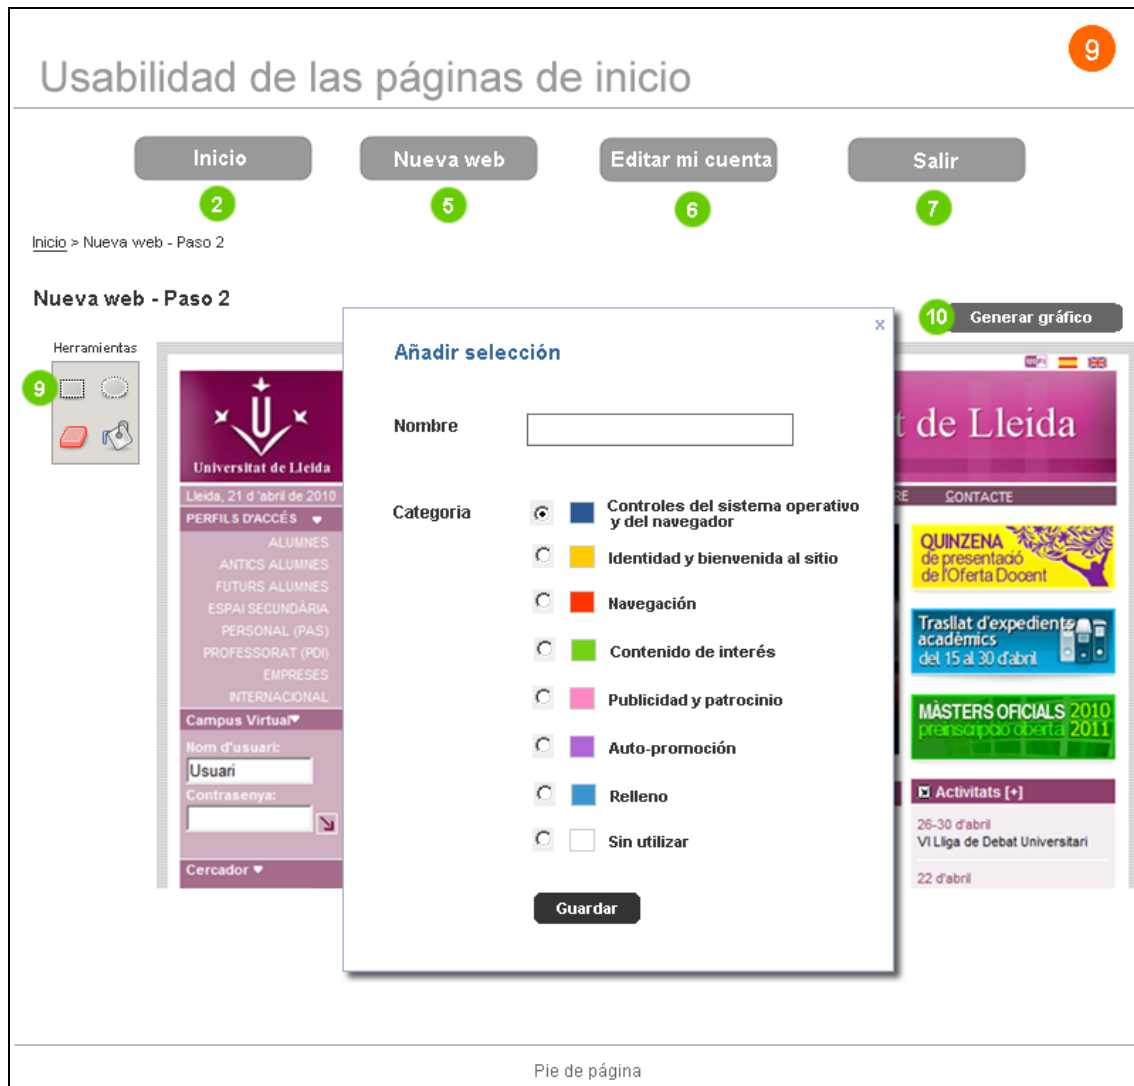 9
Usabilidad de las páginas de inicio
Inicio
Nueva web
Editar mi cuenta
Salir
2
5
6
7
Inicio > Nueva web - Paso 2
Nueva web - Paso 2
10 Generar gráfico
Herramientas
9
Universitat de Lleida
Lleida, 21 d'abril de 2010
PERFILS D'ACCÉS
ALUMNES
ANTICS ALUMNES
FUTURS ALUMNES
ESPAI SECUNDÀRIA
PERSONAL (PAS)
PROFESSORAT (PDI)
EMPRESES
INTERNACIONAL
Campus Virtual
Nom d'usuari:
Usuari
Contrasenya:
Cercador
x
Añadir selección
Nombre
Categoria
Controles del sistema operativo
y del navegador
Identidad y bienvenida al sitio
Navegación
Contenido de interés
Publicidad y patrocinio
Auto-promoción
Relleno
Sin utilizar
Guardar
t de Lleida
RE CONTACTE
QUINZENA
de presentació
de l'Oferta Docent
Trasllat d'expedients
acadèmics
del 15 al 30 d'abril
MÀSTERS OFICIALS 2010
preinscripció oberta 2011
Activitats [+]
26-30 d'abril
VI Lliga de Debat Universitari
22 d'abril
Pie de página